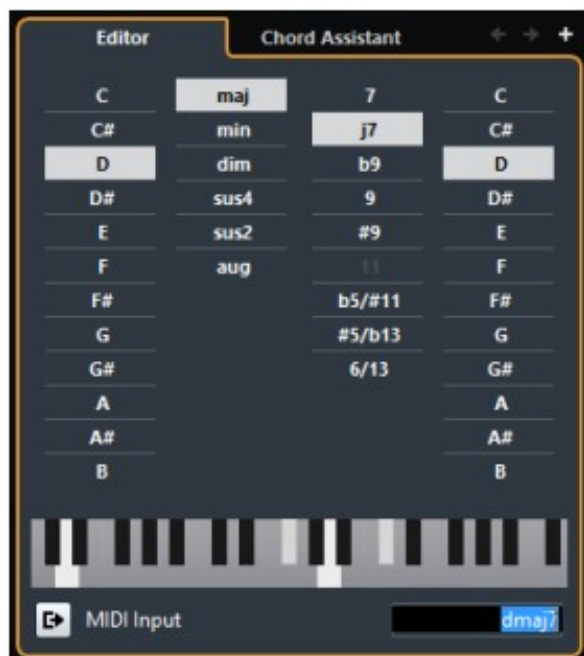 Editor Chord Assistant
C maj 7 C
C# min j7 C#
D dim b9 D
D# sus4 9 D#
E sus2 #9 E
F aug 11 F
F# b5/#11 F#
G #5/b13 G
G# 6/13 G#
A A
A# A#
B B
MIDI Input dmaj7